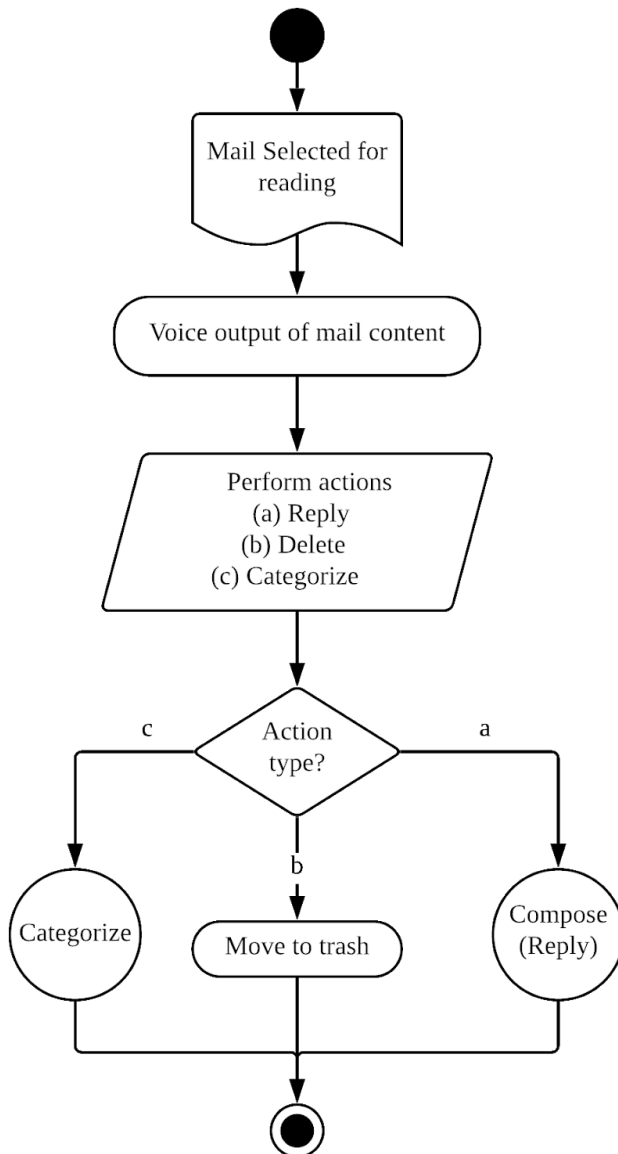 Mail Selected for
reading
Voice output of mail content
Perform actions
(a) Reply
(b) Delete
(c) Categorize
Action
type?
c
a
b
Categorize
Move to trash
Compose
(Reply)